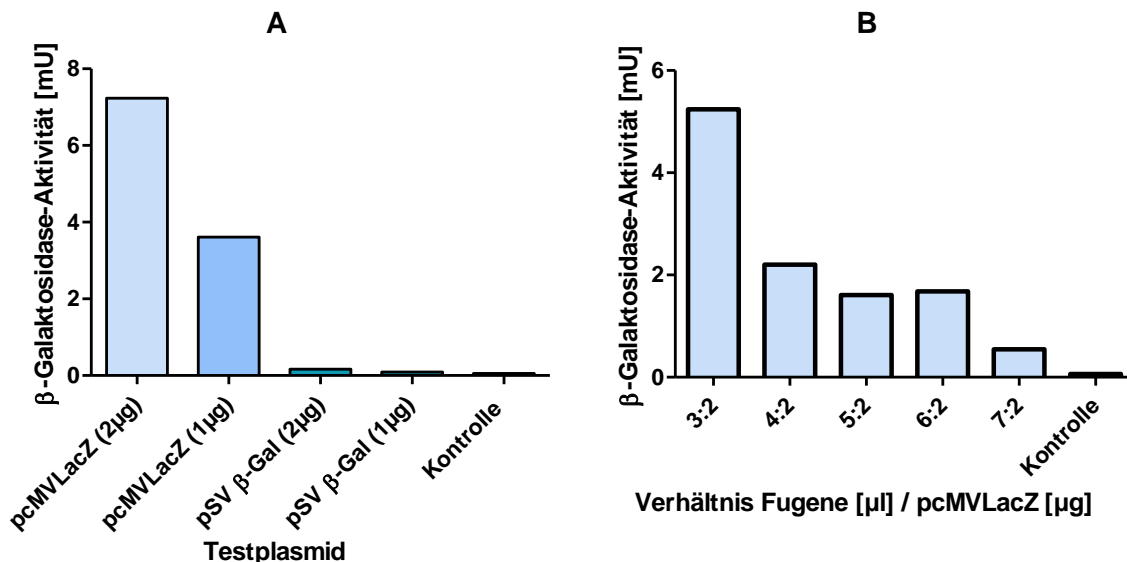 A
β-Galaktosidase-Aktivität [mU]
8
6
4
2
0
pcMVLacZ (2µg)
pcMVLacZ (1µg)
pSV β-Gal (2µg)
pSV β-Gal (1µg)
Kontrolle
Testplasmid
B
β-Galaktosidase-Aktivität [mU]
6
4
2
0
3:2
4:2
5:2
6:2
7:2
Kontrolle
Verhältnis Fugene [µl] / pcMVLacZ [µg]